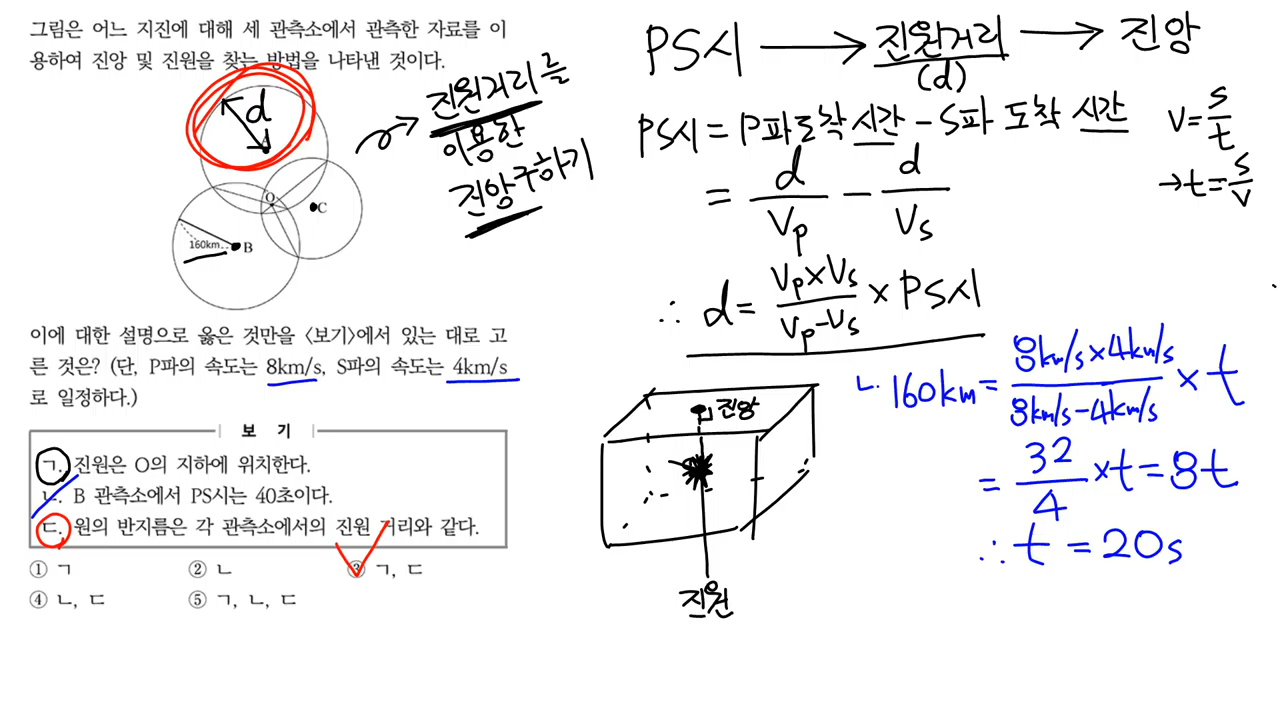 그림은 어느 지진에 대해 세 관측소에서 관측한 자료를 이
용하여 진앙 및 진원을 찾는 방법을 나타낸 것이다.
d
O
C
160km
B
진원거리를
이용한
진앙구하기
이에 대한 설명으로 옳은 것만을 〈보기〉에서 있는 대로 고
른 것은? (단, P파의 속도는 8km/s, S파의 속도는 4km/s
로 일정하다.)
보 기
ㄱ. 진원은 O의 지하에 위치한다.
ㄴ. B 관측소에서 PS시는 40초이다.
ㄷ. 원의 반지름은 각 관측소에서의 진원 거리와 같다.
① ㄱ ② ㄴ ③ ㄱ, ㄷ
④ ㄴ, ㄷ ⑤ ㄱ, ㄴ, ㄷ
PS시 → 진원거리 → 진앙
(d)
PS시 = P파도착 시간 - S파 도착 시간
v = s/t
→ t = s/v
= d/Vp - d/Vs
∴ d = Vp×Vs/Vp-Vs × PS시
진앙
진원
ㄴ. 160km = 8km/s×4km/s/8km/s-4km/s × t
= 32/4 × t = 8t
∴ t = 20s